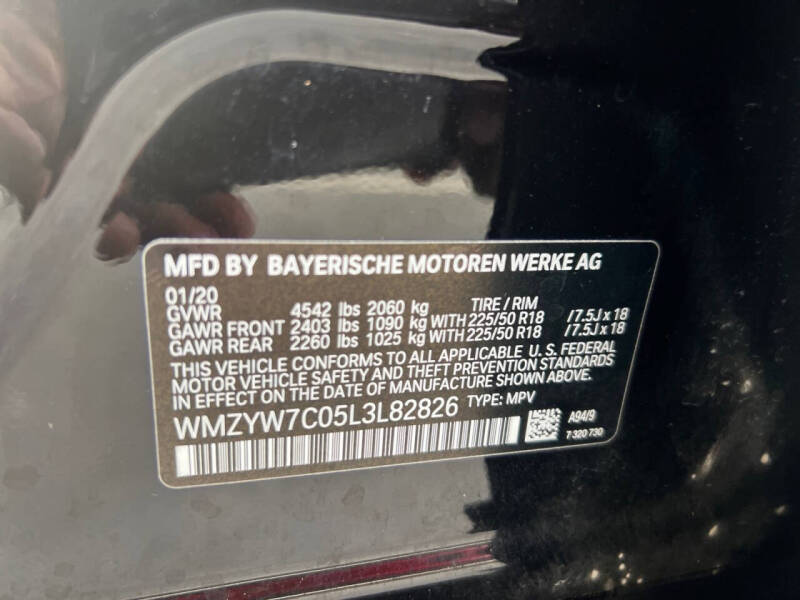 MFD BY BAYERISCHE MOTOREN WERKE AG
01/20 TIRE / RIM
GVWR 4542 lbs 2060 kg
GAWR FRONT 2403 lbs 1090 kg WITH 225/50 R18 /7.5J x 18
GAWR REAR 2260 lbs 1025 kg WITH 225/50 R18 /7.5J x 18
THIS VEHICLE CONFORMS TO ALL APPLICABLE U. S. FEDERAL
MOTOR VEHICLE SAFETY AND THEFT PREVENTION STANDARDS
IN EFFECT ON THE DATE OF MANUFACTURE SHOWN ABOVE.
WMZYW7C05L3L82826 TYPE: MPV
A94/9
7 320 730